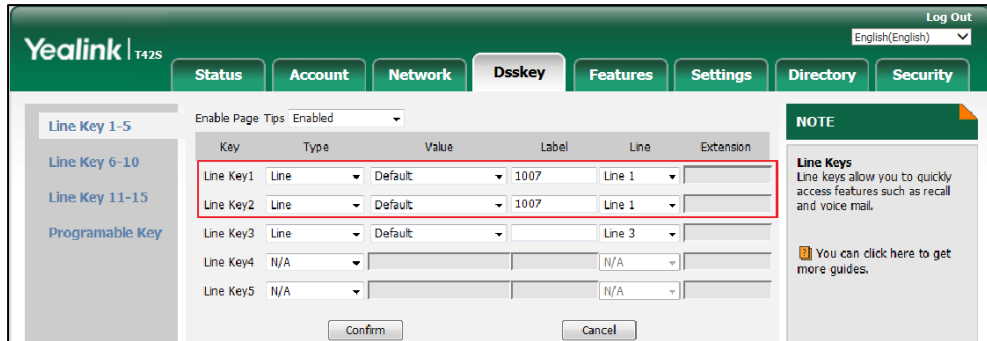 Log Out
Yealink | T42S
English(English)
Status Account Network Dsskey Features Settings Directory Security
Line Key 1-5
Line Key 6-10
Line Key 11-15
Programable Key
Enable Page Tips Enabled
Key Type Value Label Line Extension
Line Key1 Line Default 1007 Line 1
Line Key2 Line Default 1007 Line 1
Line Key3 Line Default Line 3
Line Key4 N/A N/A
Line Key5 N/A N/A
Confirm Cancel
NOTE
Line Keys
Line keys allow you to quickly
access features such as recall
and voice mail.
You can click here to get
more guides.